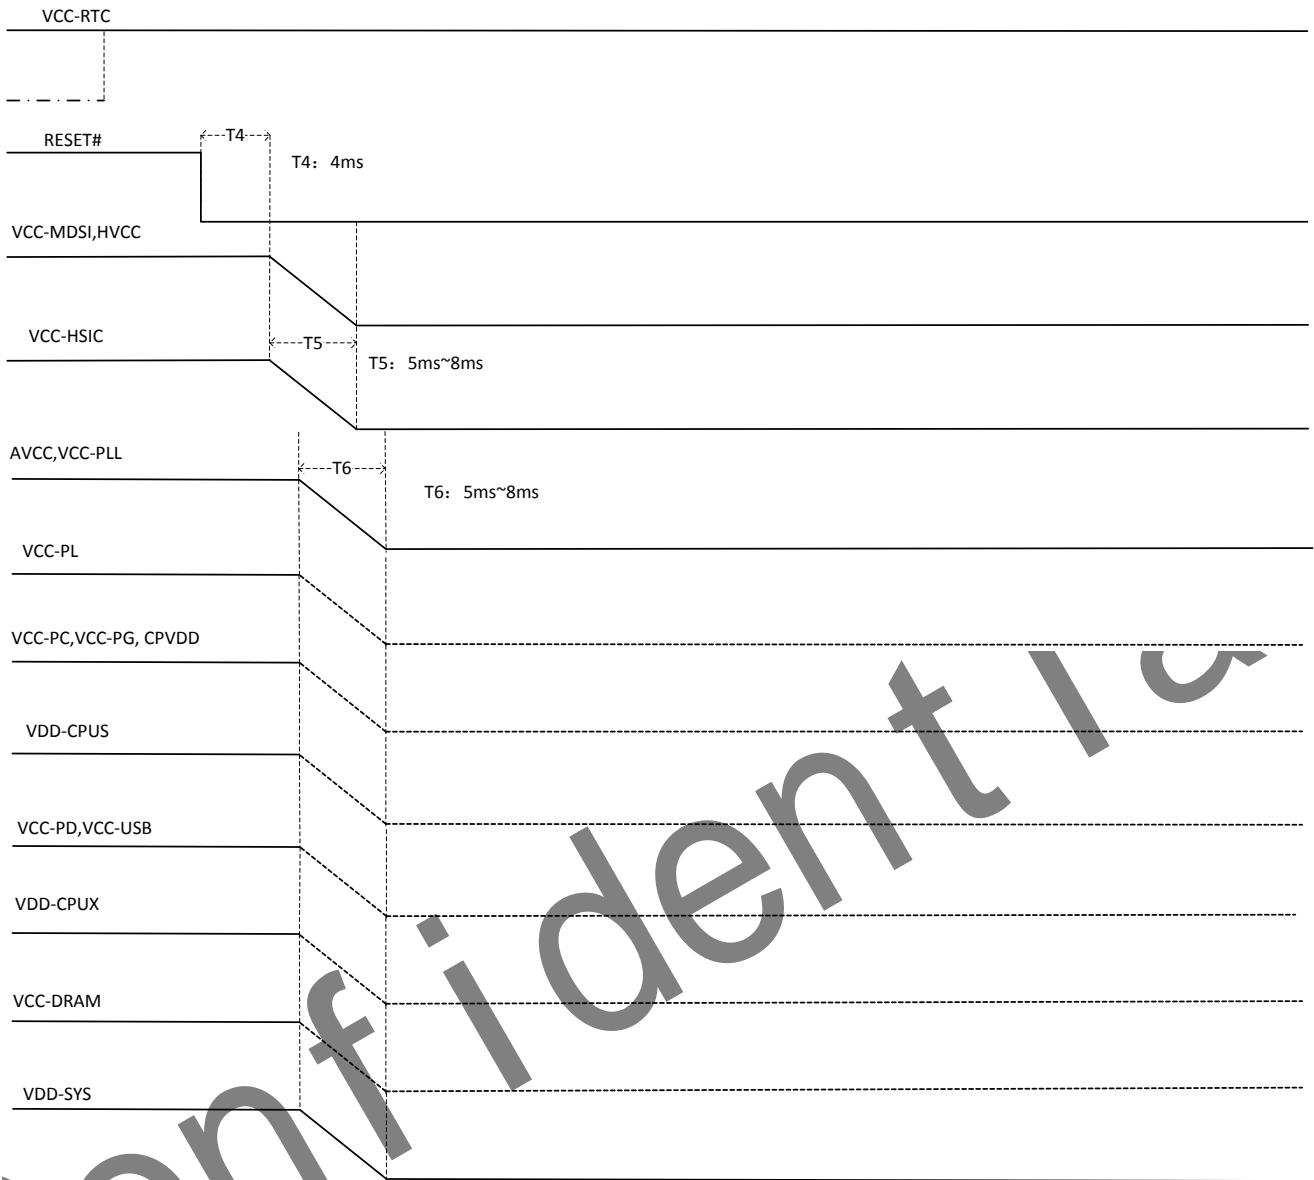 VCC-RTC
RESET#
T4
T4: 4ms
VCC-MDSI,HVCC
VCC-HSIC
T5
T5: 5ms~8ms
AVCC,VCC-PLL
T6
T6: 5ms~8ms
VCC-PL
VCC-PC,VCC-PG, CPVDD
VDD-CPUS
VCC-PD,VCC-USB
VDD-CPUX
VCC-DRAM
VDD-SYS
nfidentia